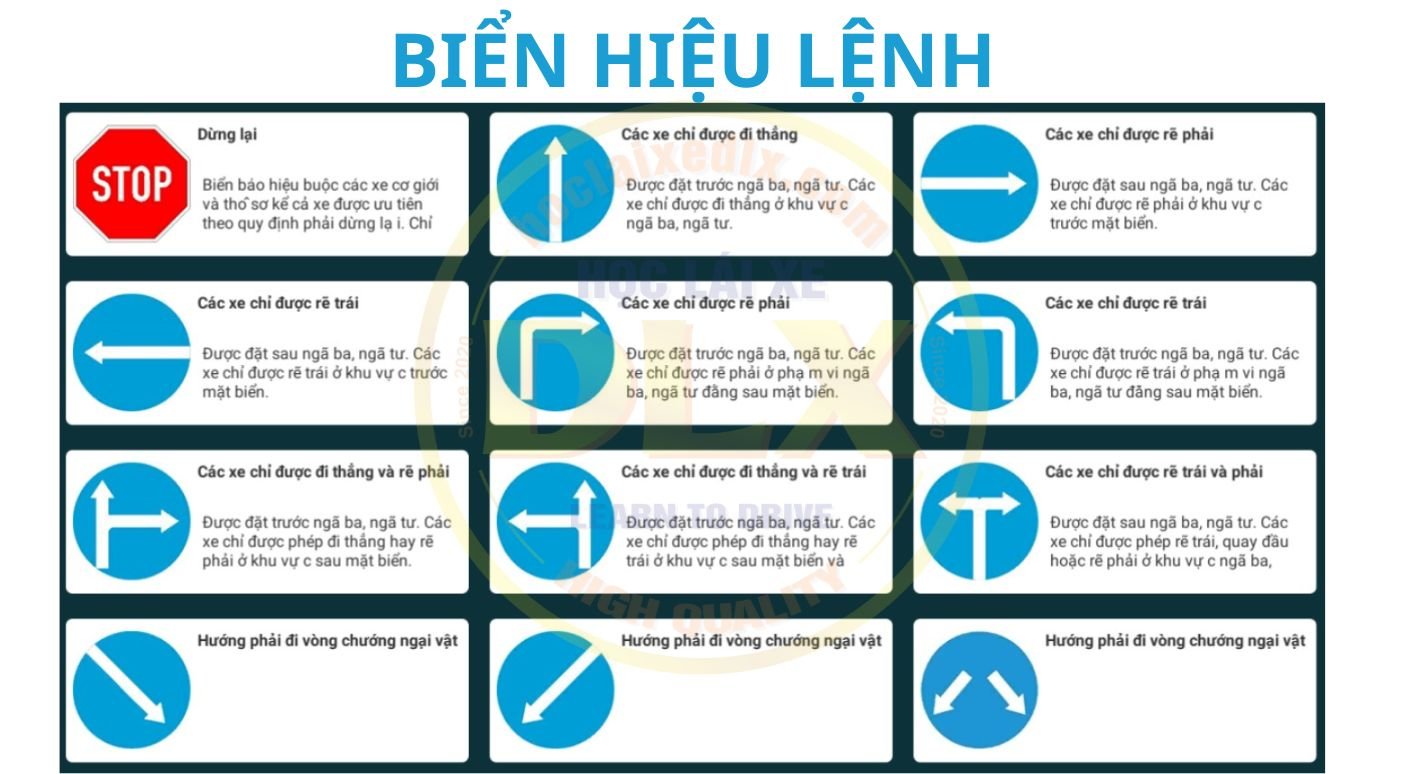 BIỂN HIỆU LỆNH
STOP
Dừng lại
Biển báo hiệu buộc các xe cơ giới
và thô sơ kể cả xe được ưu tiên
theo quy định phải dừng lạ i. Chỉ
Các xe chỉ được đi thẳng
Được đặt trước ngã ba, ngã tư. Các
xe chỉ được đi thẳng ở khu vự c
ngã ba, ngã tư.
Các xe chỉ được rẽ phải
Được đặt sau ngã ba, ngã tư. Các
xe chỉ được rẽ phải ở khu vự c
trước mặt biển.
Các xe chỉ được rẽ trái
Được đặt sau ngã ba, ngã tư. Các
xe chỉ được rẽ trái ở khu vự c trước
mặt biển.
Các xe chỉ được rẽ phải
Được đặt trước ngã ba, ngã tư. Các
xe chỉ được rẽ phải ở phạ m vi ngã
ba, ngã tư đằng sau mặt biển.
Các xe chỉ được rẽ trái
Được đặt trước ngã ba, ngã tư. Các
xe chỉ được rẽ trái ở phạ m vi ngã
ba, ngã tư đằng sau mặt biển.
Các xe chỉ được đi thẳng và rẽ phải
Được đặt trước ngã ba, ngã tư. Các
xe chỉ được phép đi thẳng hay rẽ
phải ở khu vự c sau mặt biển.
Các xe chỉ được đi thẳng và rẽ trái
Được đặt trước ngã ba, ngã tư. Các
xe chỉ được phép đi thẳng hay rẽ
trái ở khu vự c sau mặt biển và
Các xe chỉ được rẽ trái và phải
Được đặt sau ngã ba, ngã tư. Các
xe chỉ được phép rẽ trái, quay đầu
hoặc rẽ phải ở khu vự c ngã ba,
Hướng phải đi vòng chướng ngại vật
Hướng phải đi vòng chướng ngại vật
Hướng phải đi vòng chướng ngại vật
hoclaixedlx.com
HỌC LÁI XE
DLX
LEARN TO DRIVE
HIGH QUALITY
Since 2020
Since 2020